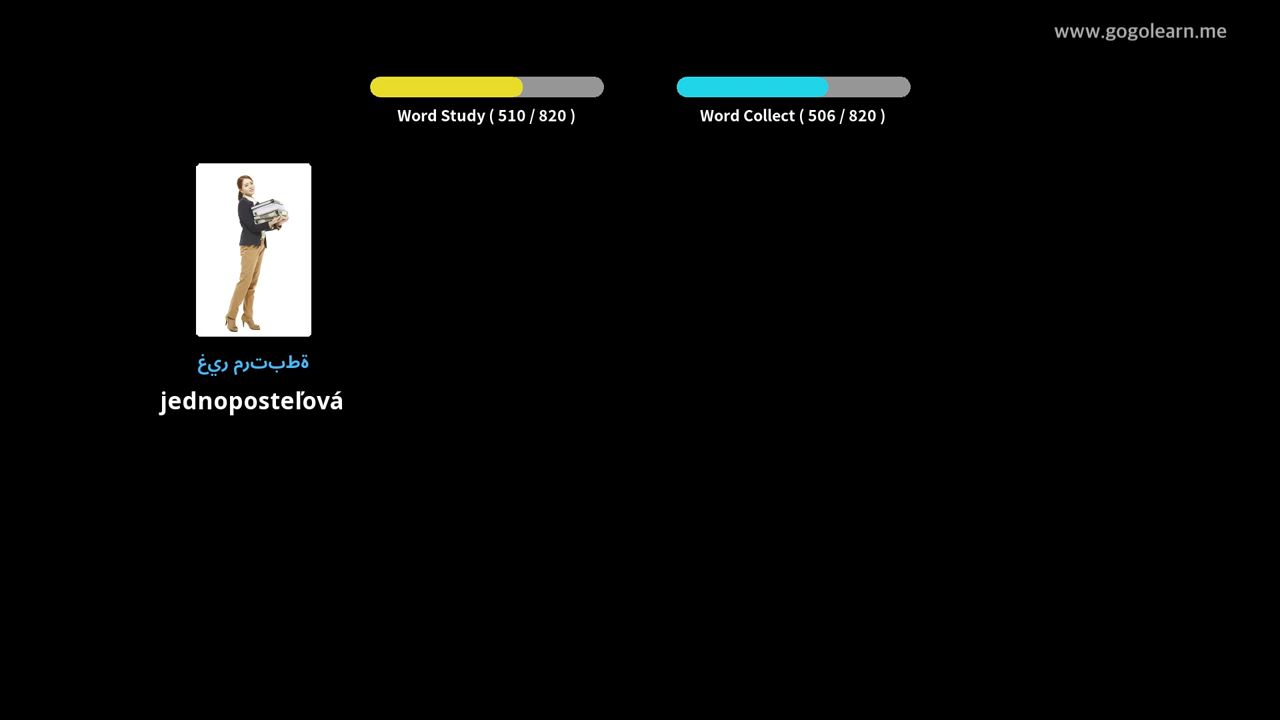 www.gogolearn.me
Word Study ( 510 / 820 )
Word Collect ( 506 / 820 )
غير مرتبطة
jednoposteľová